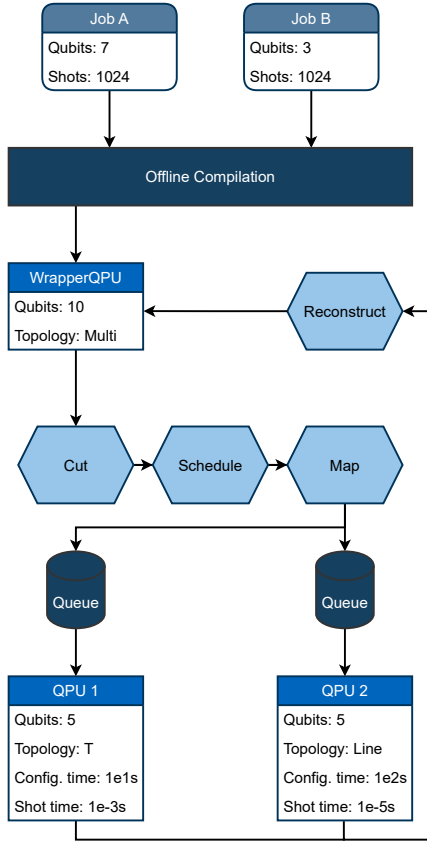 Job A
Qubits: 7
Shots: 1024
Job B
Qubits: 3
Shots: 1024
Offline Compilation
WrapperQPU
Qubits: 10
Topology: Multi
Reconstruct
Cut
Schedule
Map
Queue
Queue
QPU 1
Qubits: 5
Topology: T
Config. time: 1e1s
Shot time: 1e-3s
QPU 2
Qubits: 5
Topology: Line
Config. time: 1e2s
Shot time: 1e-5s